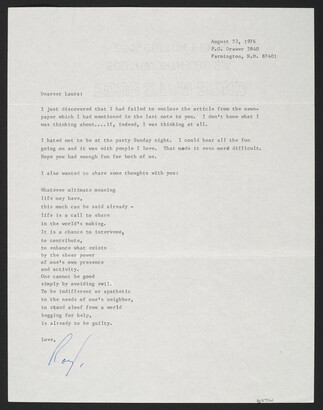 August 27, 1974
P.O. Drawer 3840
Farmington, N.M. 87401
Dearest Laura:
I just discovered that I had failed to enclose the article from the news-
paper which I had mentioned in the last note to you. I don't know what I
was thinking about....if, indeed, I was thinking at all.
I hated not to be at the party Sunday night. I could hear all the fun
going on and it was with people I love. That made it even more difficult.
Hope you had enough fun for both of us.
I also wanted to share some thoughts with you:
Whatever ultimate meaning
life may have,
this much can be said already -
life is a call to share
in the world's making.
It is a chance to intervene,
to contribute,
to enhance what exists
by the sheer power
of one's own presence
and activity.
One cannot be good
simply by avoiding evil.
To be indifferent or apathetic
to the needs of one's neighbor,
to stand aloof from a world
begging for help,
is already to be guilty.
Love,
Ray